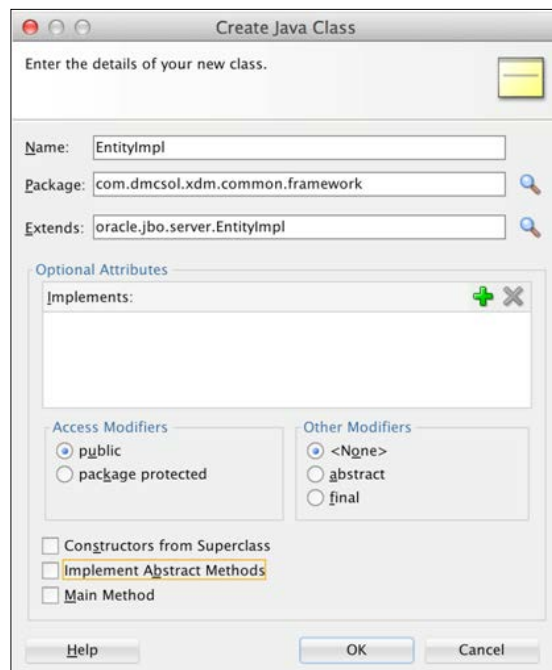 Create Java Class
Enter the details of your new class.
Name: EntityImpl
Package: com.dmcsol.xdm.common.framework
Extends: oracle.jbo.server.EntityImpl
Optional Attributes
Implements:
Access Modifiers
public
package protected
Other Modifiers
<None>
abstract
final
Constructors from Superclass
Implement Abstract Methods
Main Method
Help OK Cancel